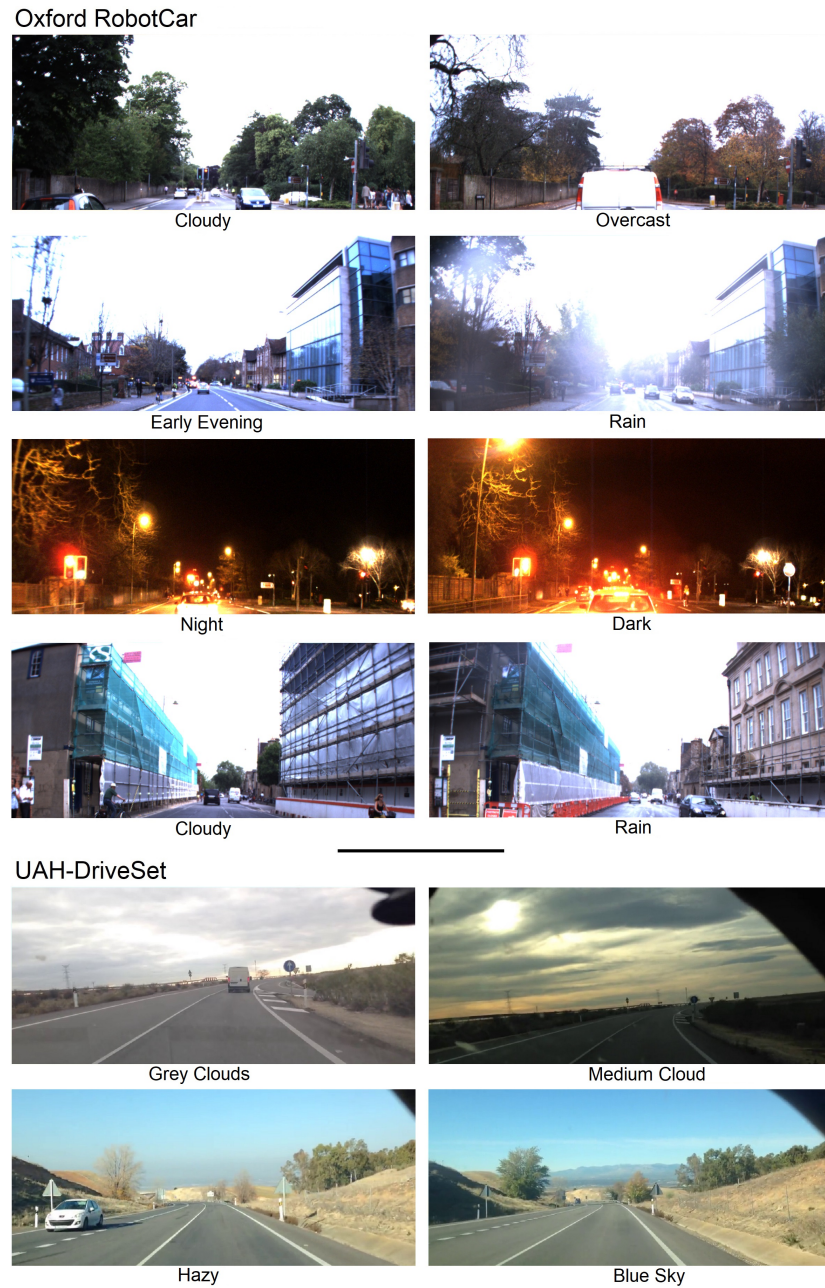 Oxford RobotCar
Cloudy
Overcast
Early Evening
Rain
Night
Dark
Cloudy
Rain
UAH-DriveSet
Grey Clouds
Medium Cloud
Hazy
Blue Sky